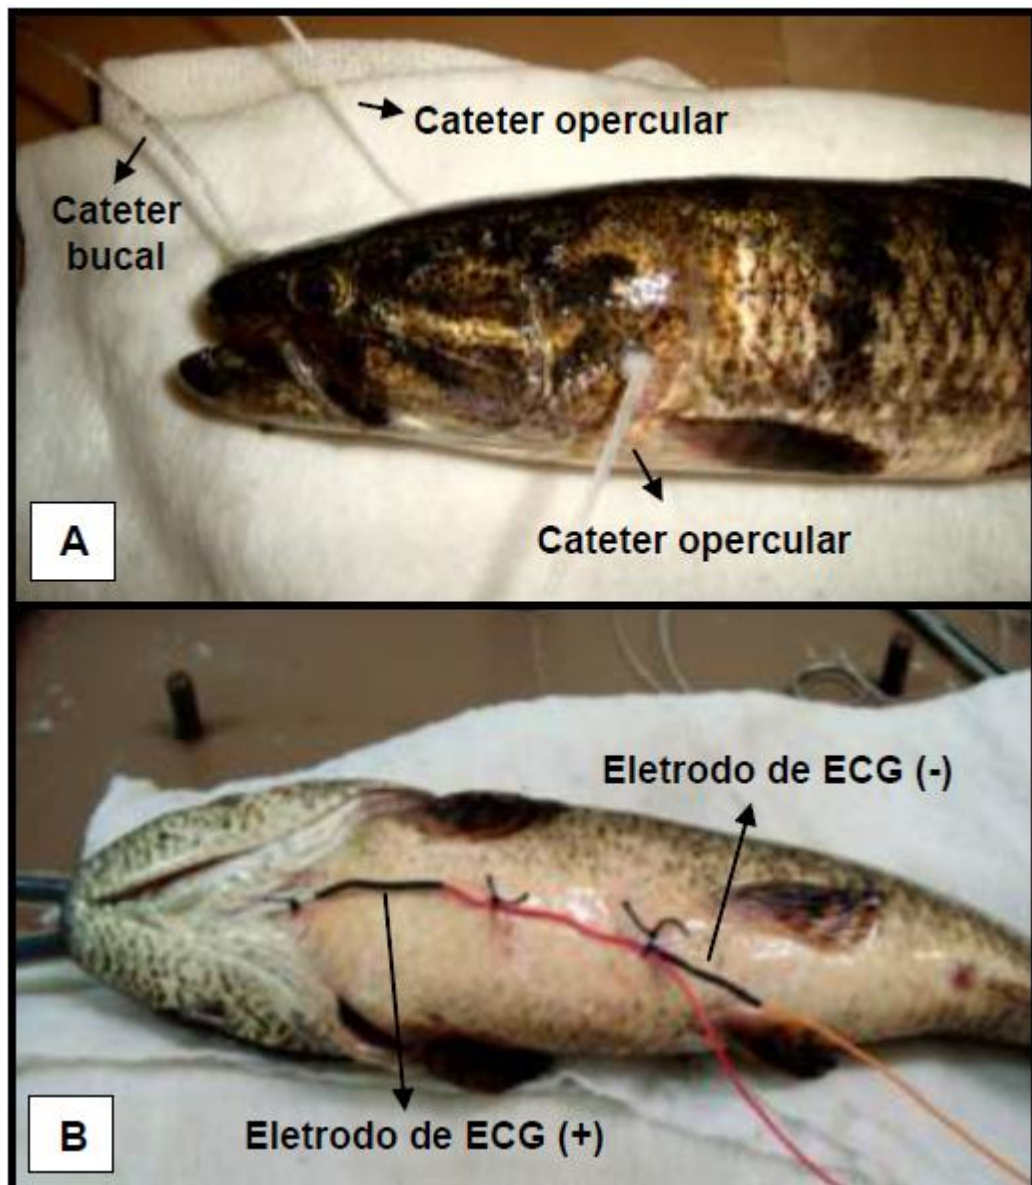 Cateter opercular
Cateter
bucal
Cateter opercular
A
Eletrodo de ECG (-)
Eletrodo de ECG (+)
B